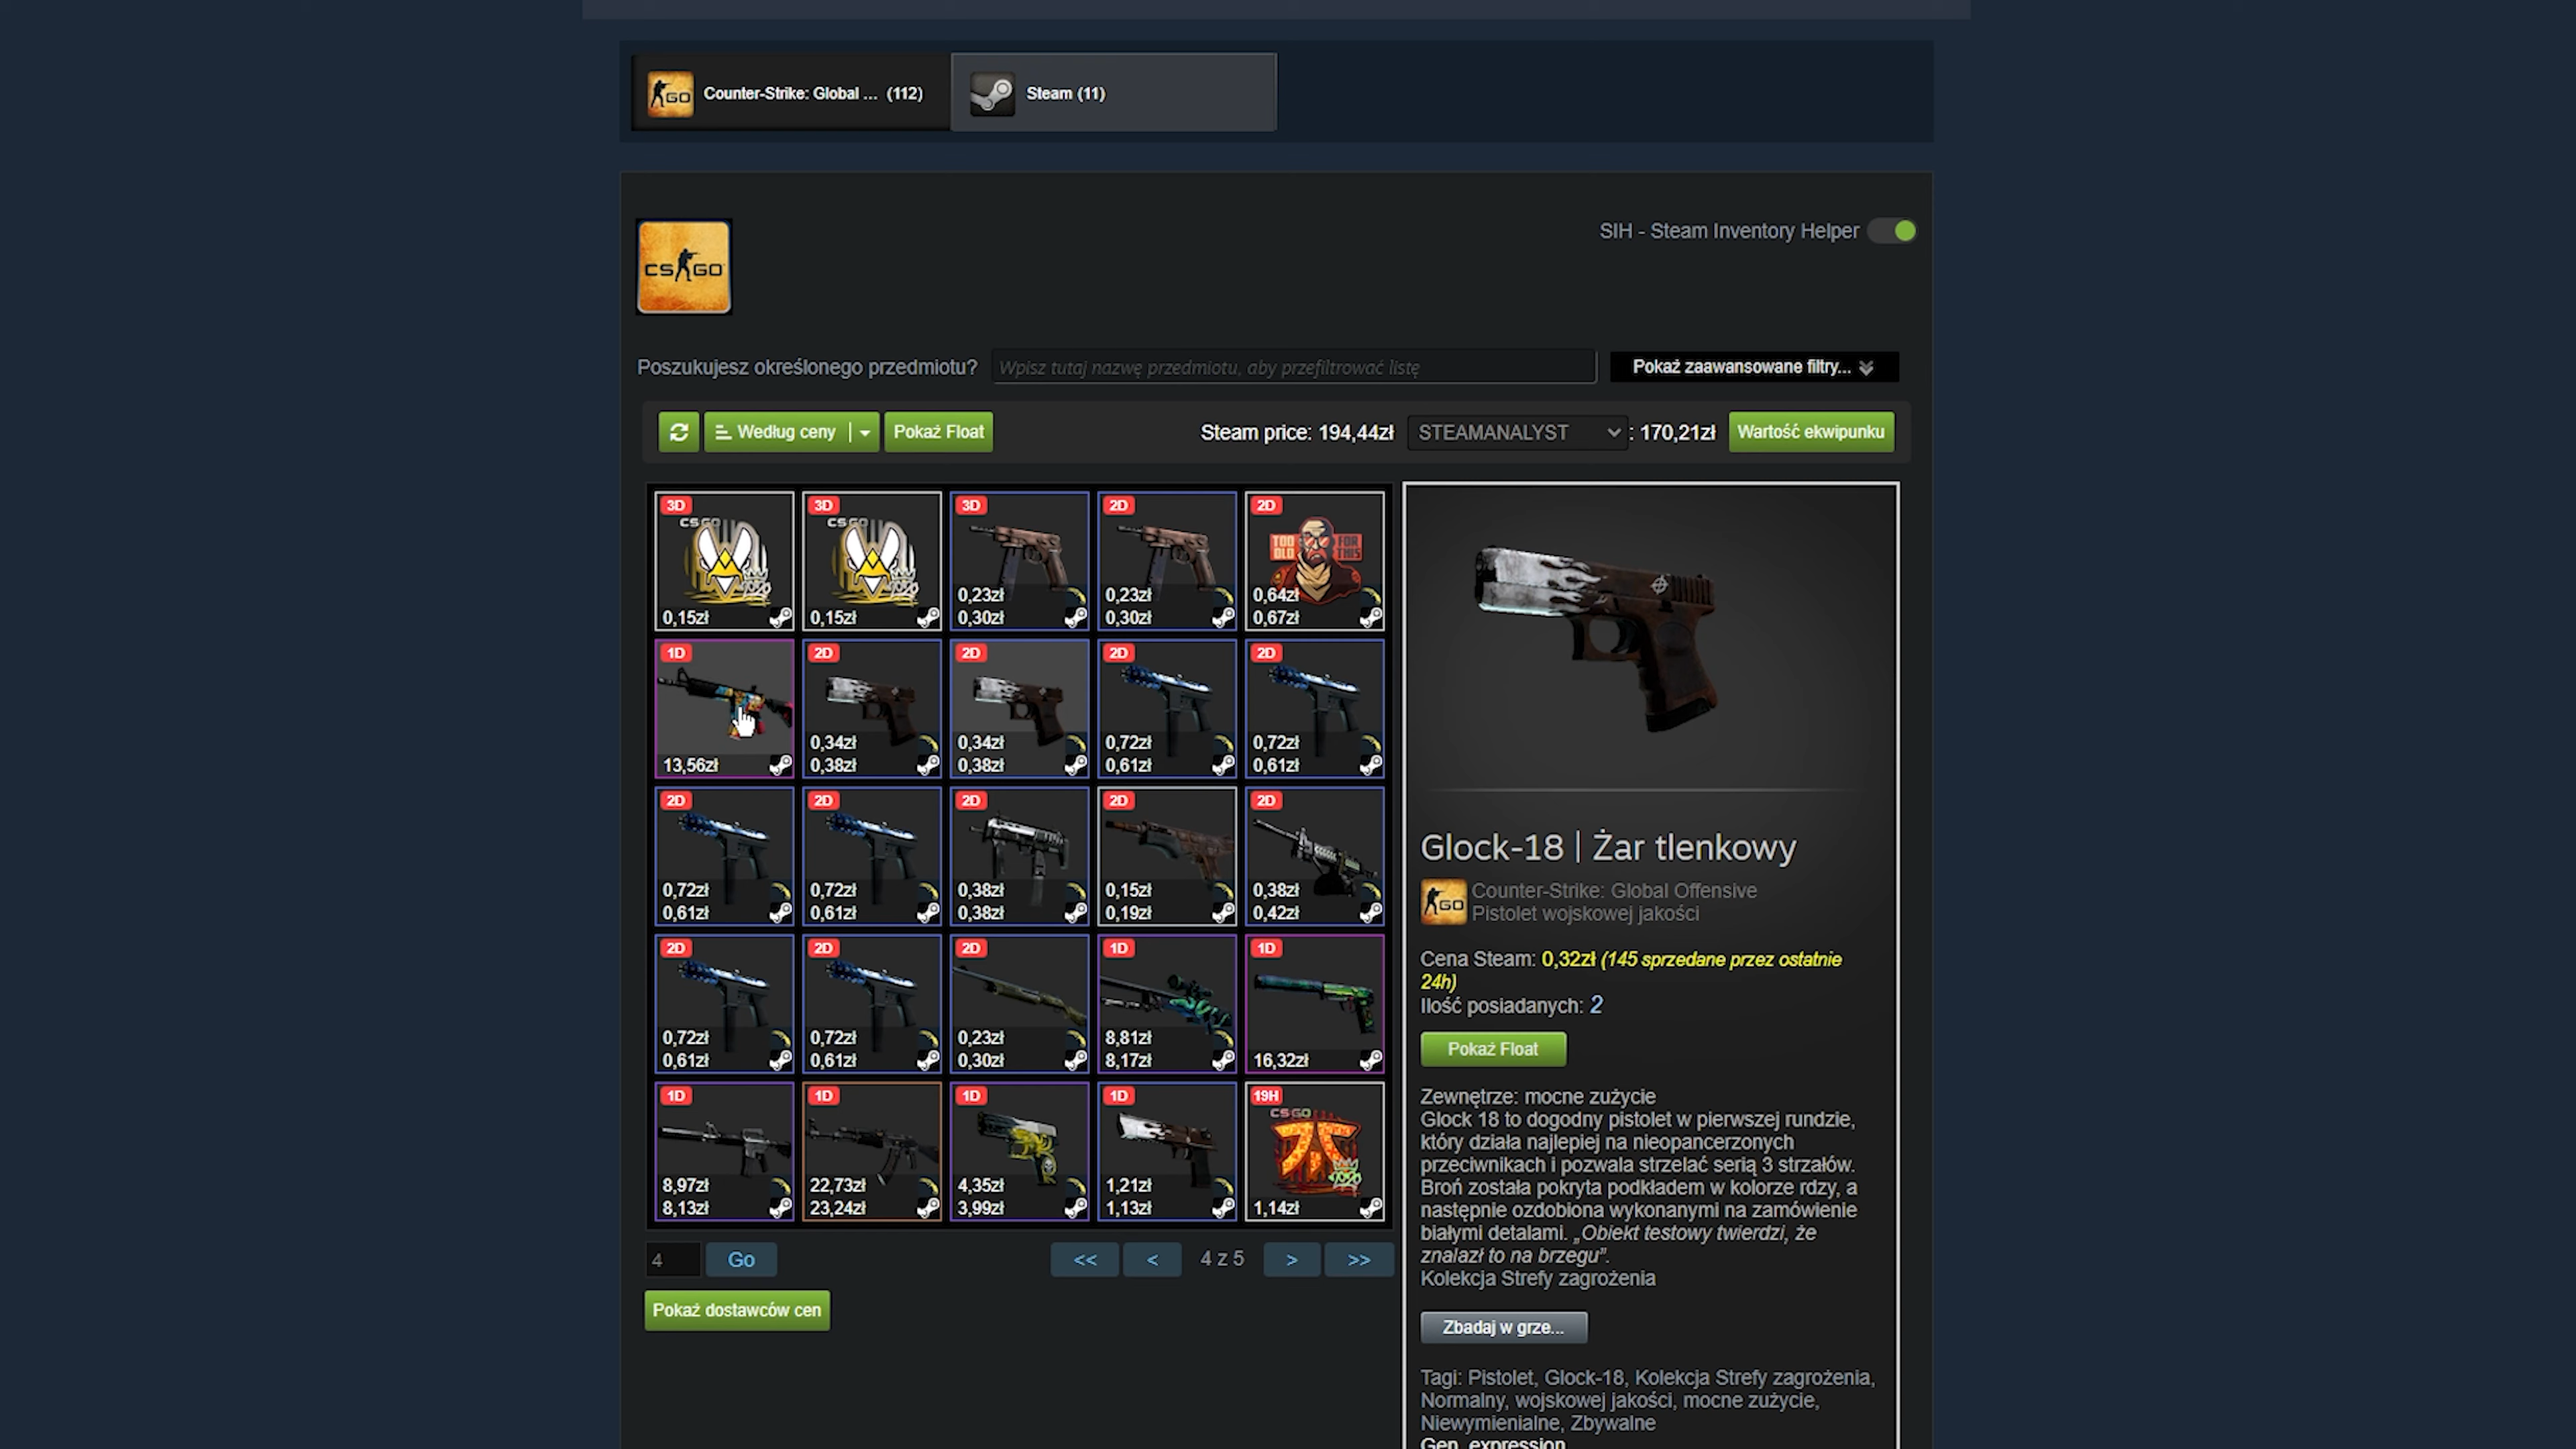 Counter-Strike: Global ... (112)
Steam (11)
CS GO
SIH - Steam Inventory Helper
Poszukujesz określonego przedmiotu?
Wpisz tutaj nazwę przedmiotu, aby przefiltrować listę
Pokaż zaawansowane filtry...
Według ceny
Pokaż Float
Steam price: 194,44zł
STEAMANALYST
: 170,21zł
Wartość ekwipunku
3D 3D 3D 2D 2D
CSGO CSGO TOO OLD FOR THIS
0,23zł 0,23zł 0,64zł
0,15zł 0,15zł 0,30zł 0,30zł 0,67zł
1D 2D 2D 2D 2D
0,34zł 0,34zł 0,72zł 0,72zł
13,56zł 0,38zł 0,38zł 0,61zł 0,61zł
2D 2D 2D 2D 2D
0,72zł 0,72zł 0,38zł 0,15zł 0,38zł
0,61zł 0,61zł 0,38zł 0,19zł 0,42zł
2D 2D 2D 1D 1D
0,72zł 0,72zł 0,23zł 8,81zł
0,61zł 0,61zł 0,30zł 8,17zł 16,32zł
1D 1D 1D 1D 19H
CSGO
8,97zł 22,73zł 4,35zł 1,21zł
8,13zł 23,24zł 3,99zł 1,13zł 1,14zł
4 Go << < 4 z 5 > >>
Pokaż dostawców cen
Glock-18 | Żar tlenkowy
GO
Counter-Strike: Global Offensive
Pistolet wojskowej jakości
Cena Steam: 0,32zł (145 sprzedane przez ostatnie
24h)
Ilość posiadanych: 2
Pokaż Float
Zewnętrze: mocne zużycie
Glock 18 to dogodny pistolet w pierwszej rundzie,
który działa najlepiej na nieopancerzonych
przeciwnikach i pozwala strzelać serią 3 strzałów.
Broń została pokryta podkładem w kolorze rdzy, a
następnie ozdobiona wykonanymi na zamówienie
białymi detalami. „Obiekt testowy twierdzi, że
znalazł to na brzegu”.
Kolekcja Strefy zagrożenia
Zbadaj w grze...
Tagi: Pistolet, Glock-18, Kolekcja Strefy zagrożenia,
Normalny, wojskowej jakości, mocne zużycie,
Niewymienialne, Zbywalne
Gen_expression